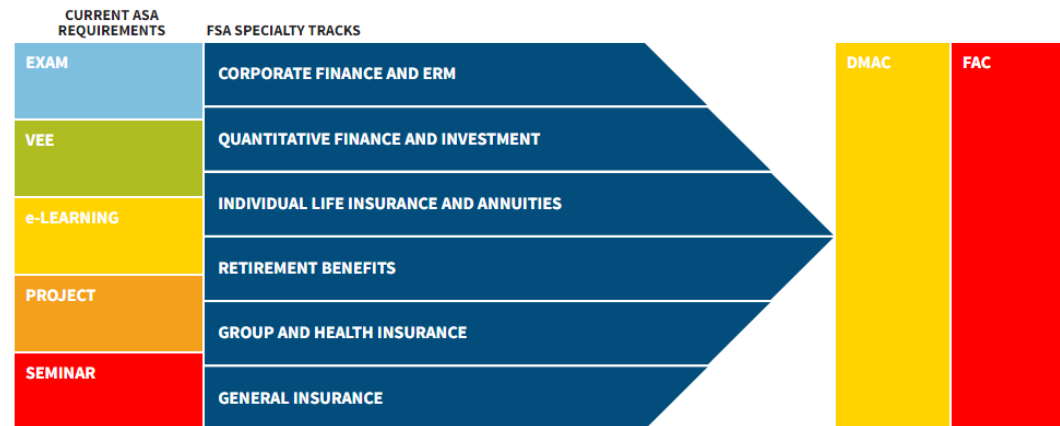 CURRENT ASA
REQUIREMENTS
FSA SPECIALTY TRACKS
EXAM
VEE
e-LEARNING
PROJECT
SEMINAR
CORPORATE FINANCE AND ERM
QUANTITATIVE FINANCE AND INVESTMENT
INDIVIDUAL LIFE INSURANCE AND ANNUITIES
RETIREMENT BENEFITS
GROUP AND HEALTH INSURANCE
GENERAL INSURANCE
DMAC
FAC